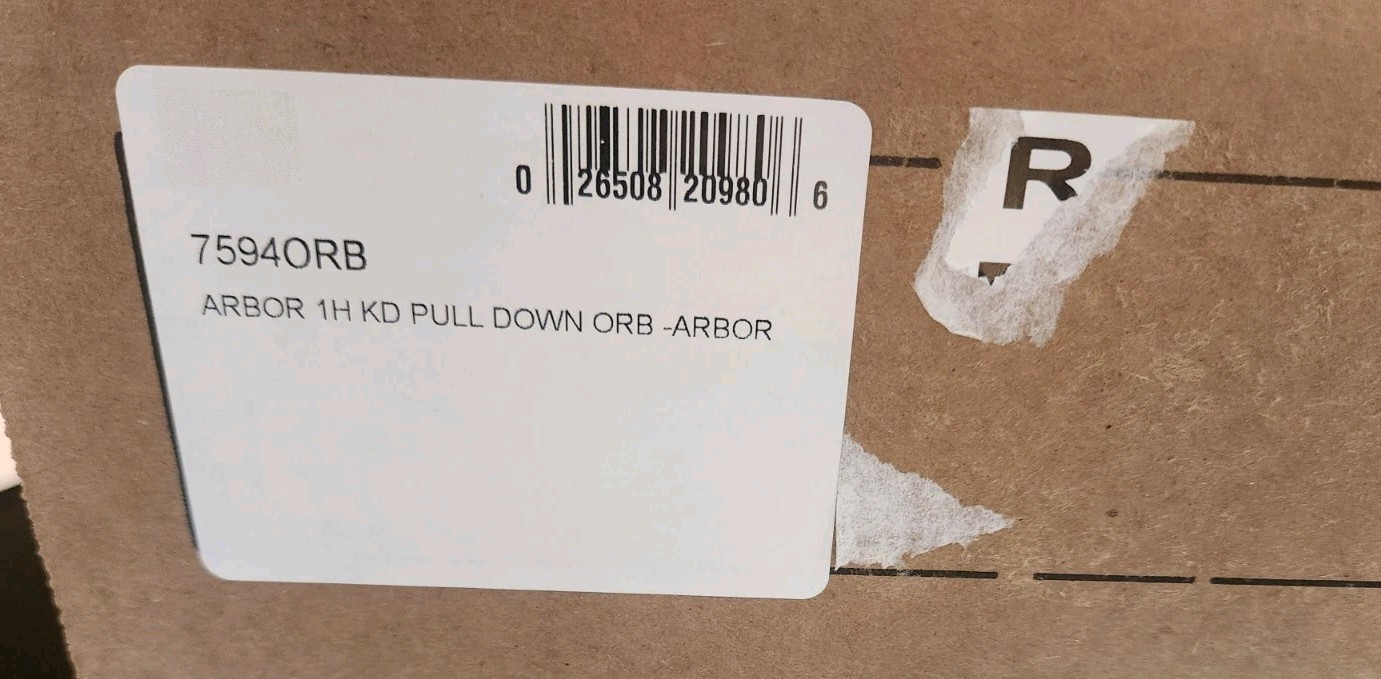 0 26508 20980 6
7594ORB
ARBOR 1H KD PULL DOWN ORB -ARBOR
R